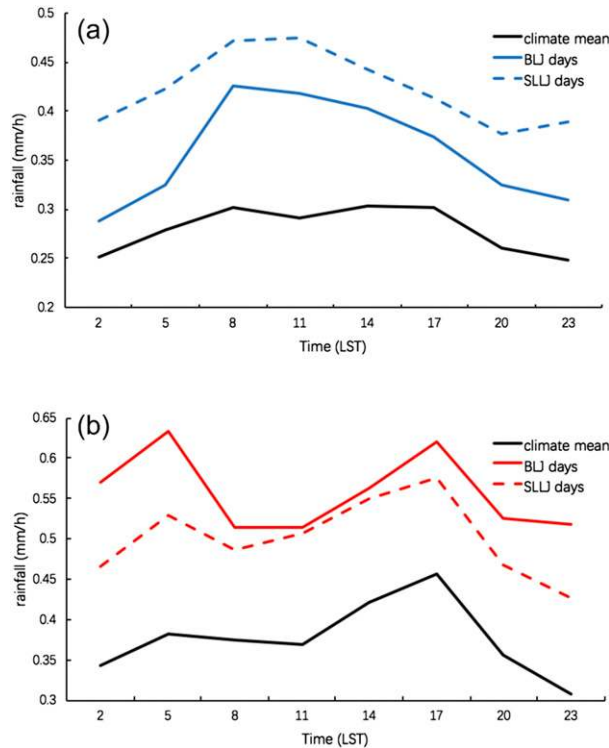 (a)
climate mean
BLJ days
SLLJ days
rainfall (mm/h)
0.5
0.45
0.4
0.35
0.3
0.25
0.2
2 5 8 11 14 17 20 23
Time (LST)
(b)
climate mean
BLJ days
SLLJ days
rainfall (mm/h)
0.65
0.6
0.55
0.5
0.45
0.4
0.35
0.3
2 5 8 11 14 17 20 23
Time (LST)